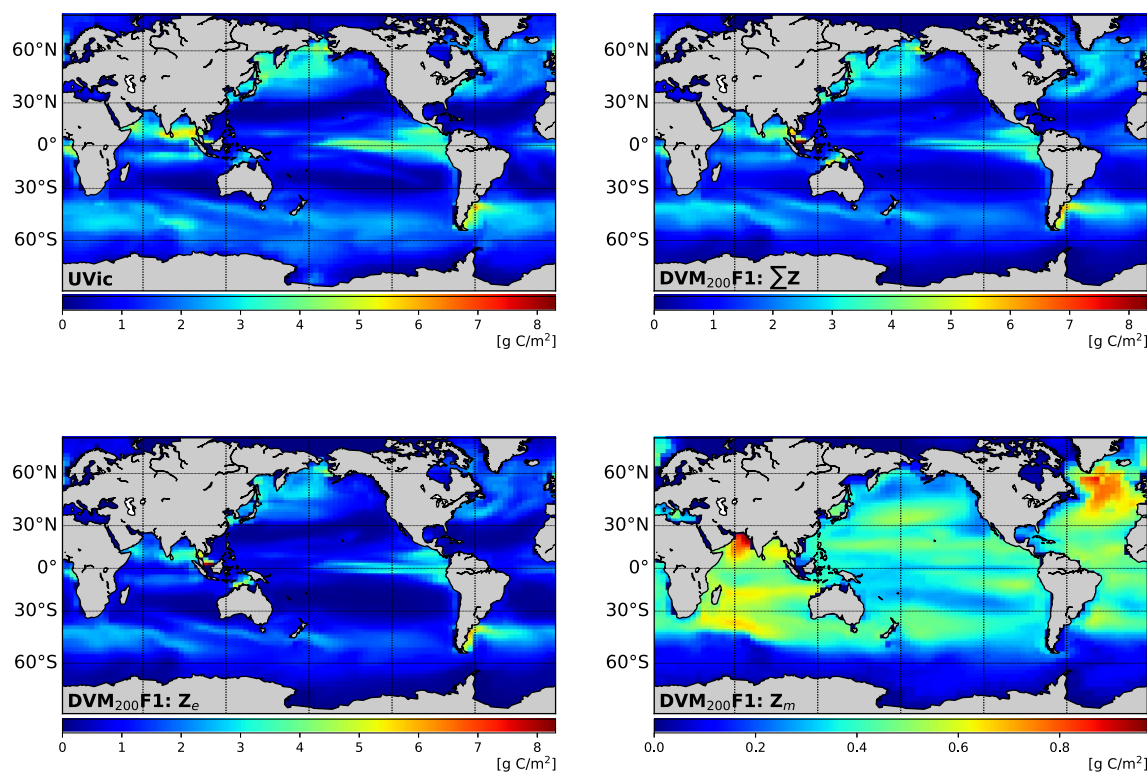 60°N
30°N
0°
30°S
60°S
UVic
0 1 2 3 4 5 6 7 8
[g C/m²]
60°N
30°N
0°
30°S
60°S
DVM₂₀₀F1: ∑Z
0 1 2 3 4 5 6 7 8
[g C/m²]
60°N
30°N
0°
30°S
60°S
DVM₂₀₀F1: Zₑ
0 1 2 3 4 5 6 7 8
[g C/m²]
60°N
30°N
0°
30°S
60°S
DVM₂₀₀F1: Zₘ
0.0 0.2 0.4 0.6 0.8
[g C/m²]